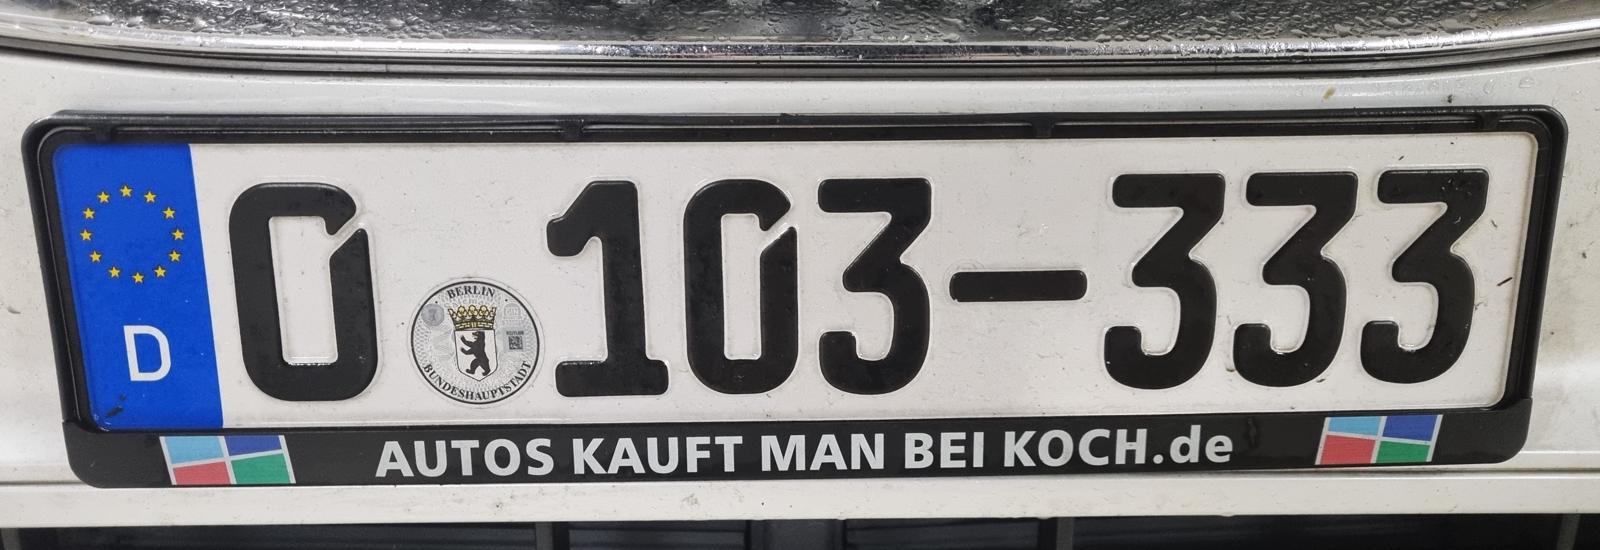 D
0 103-333
BERLIN
BUNDESHAUPTSTADT
AUTOS KAUFT MAN BEI KOCH.de